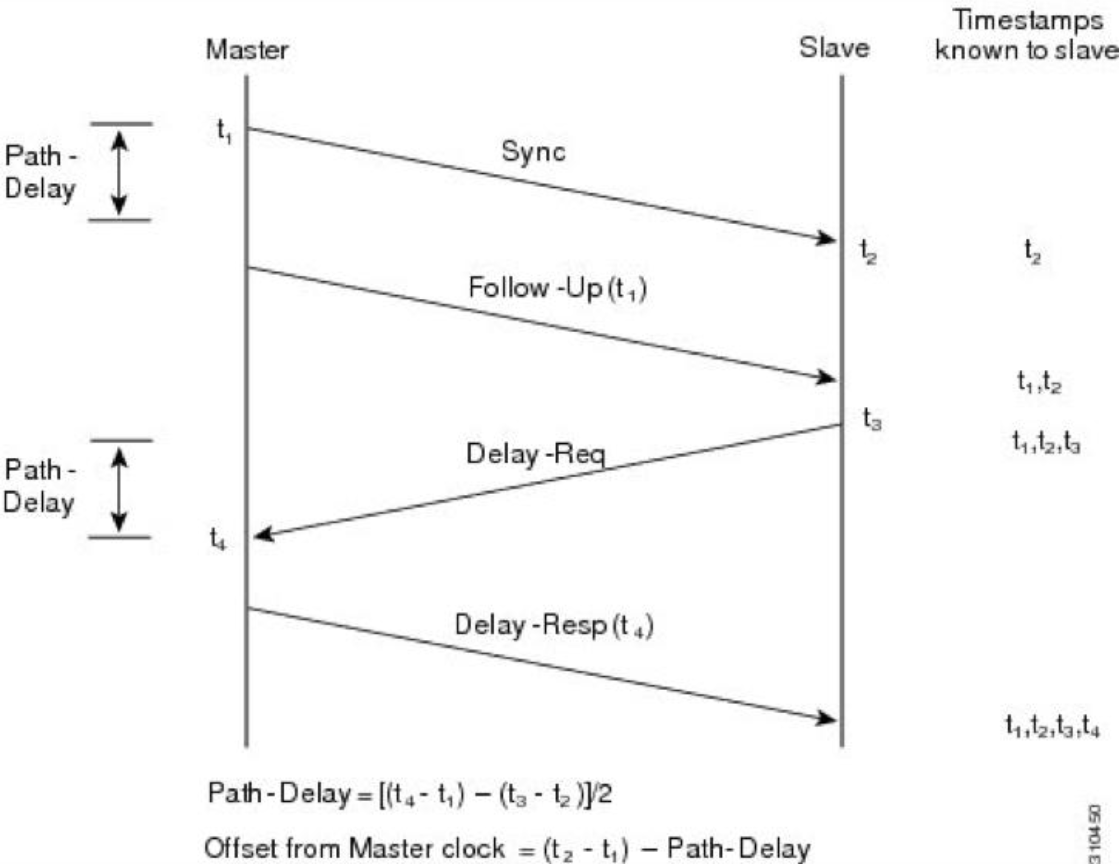 Timestamps
known to slave
Master
Slave
t₁
Path-
Delay
Sync
t₂
t₂
Follow-Up (t₁)
t₁,t₂
t₃
t₁,t₂,t₃
Delay-Req
Path-
Delay
t₄
Delay-Resp (t₄)
t₁,t₂,t₃,t₄
Path-Delay = [(t₄ - t₁) – (t₃ - t₂)]/2
Offset from Master clock = (t₂ - t₁) – Path-Delay
310450